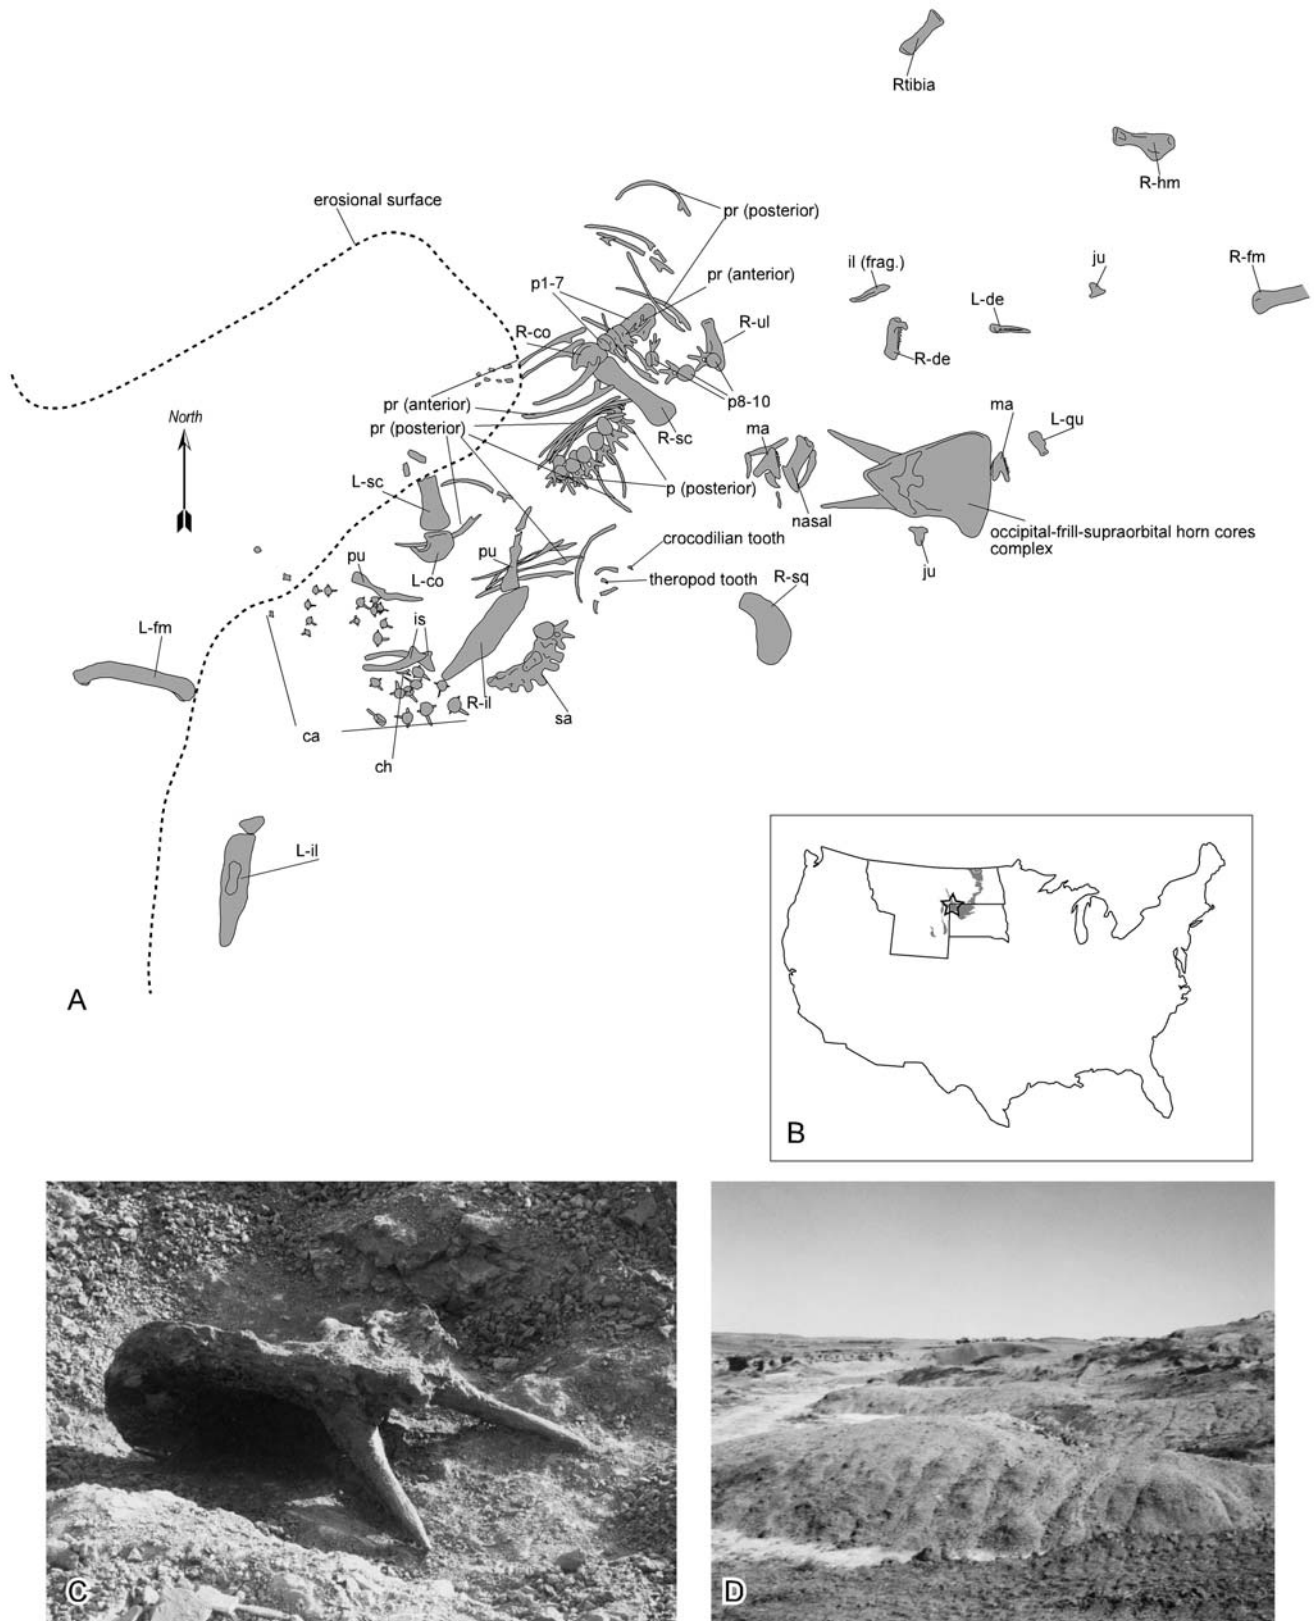 Rtibia
R-hm
erosional surface
pr (posterior)
pr (anterior)
p1-7
il (frag.)
ju
R-fm
R-co
R-ul
L-de
R-de
North
pr (anterior)
p8-10
pr (posterior)
R-sc
ma
ma
L-qu
L-sc
p (posterior)
nasal
occipital-frill-supraorbital horn cores
complex
crocodilian tooth
pu
pu
L-co
theropod tooth
ju
R-sq
L-fm
is
R-il
sa
ca
ch
L-il
A
B
C
D